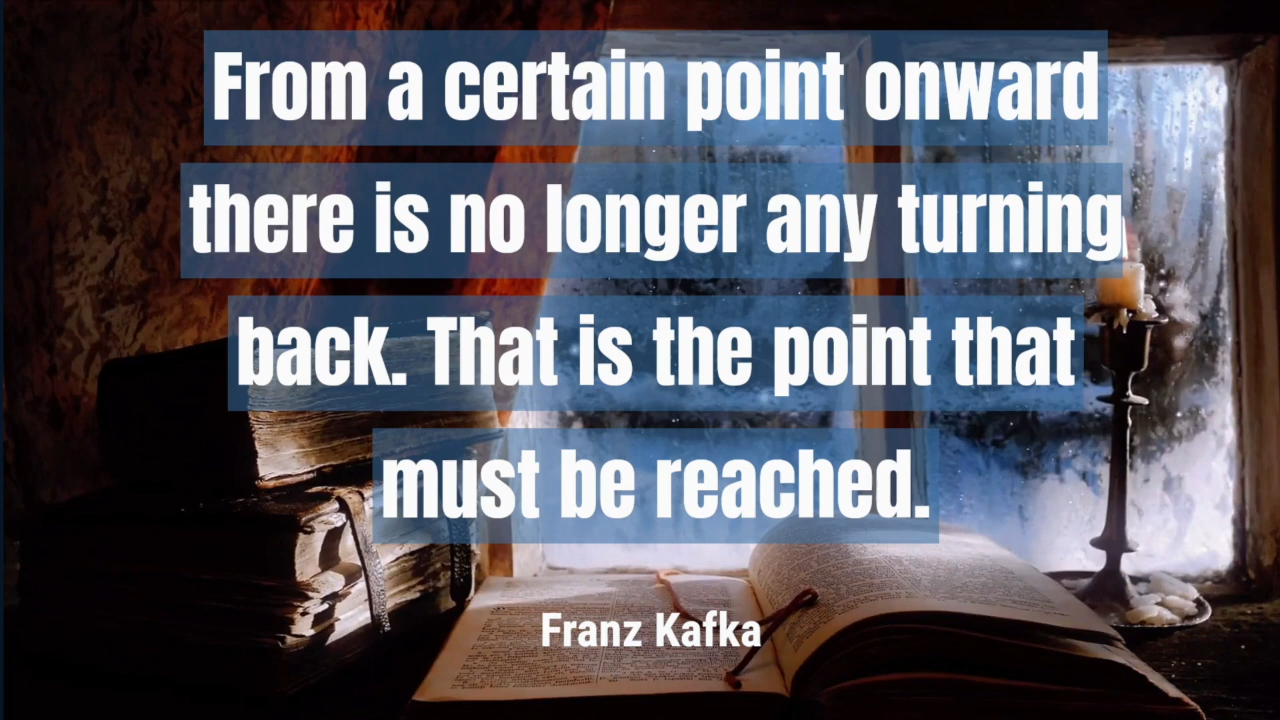 From a certain point onward
there is no longer any turning
back. That is the point that
must be reached.
Franz Kafka